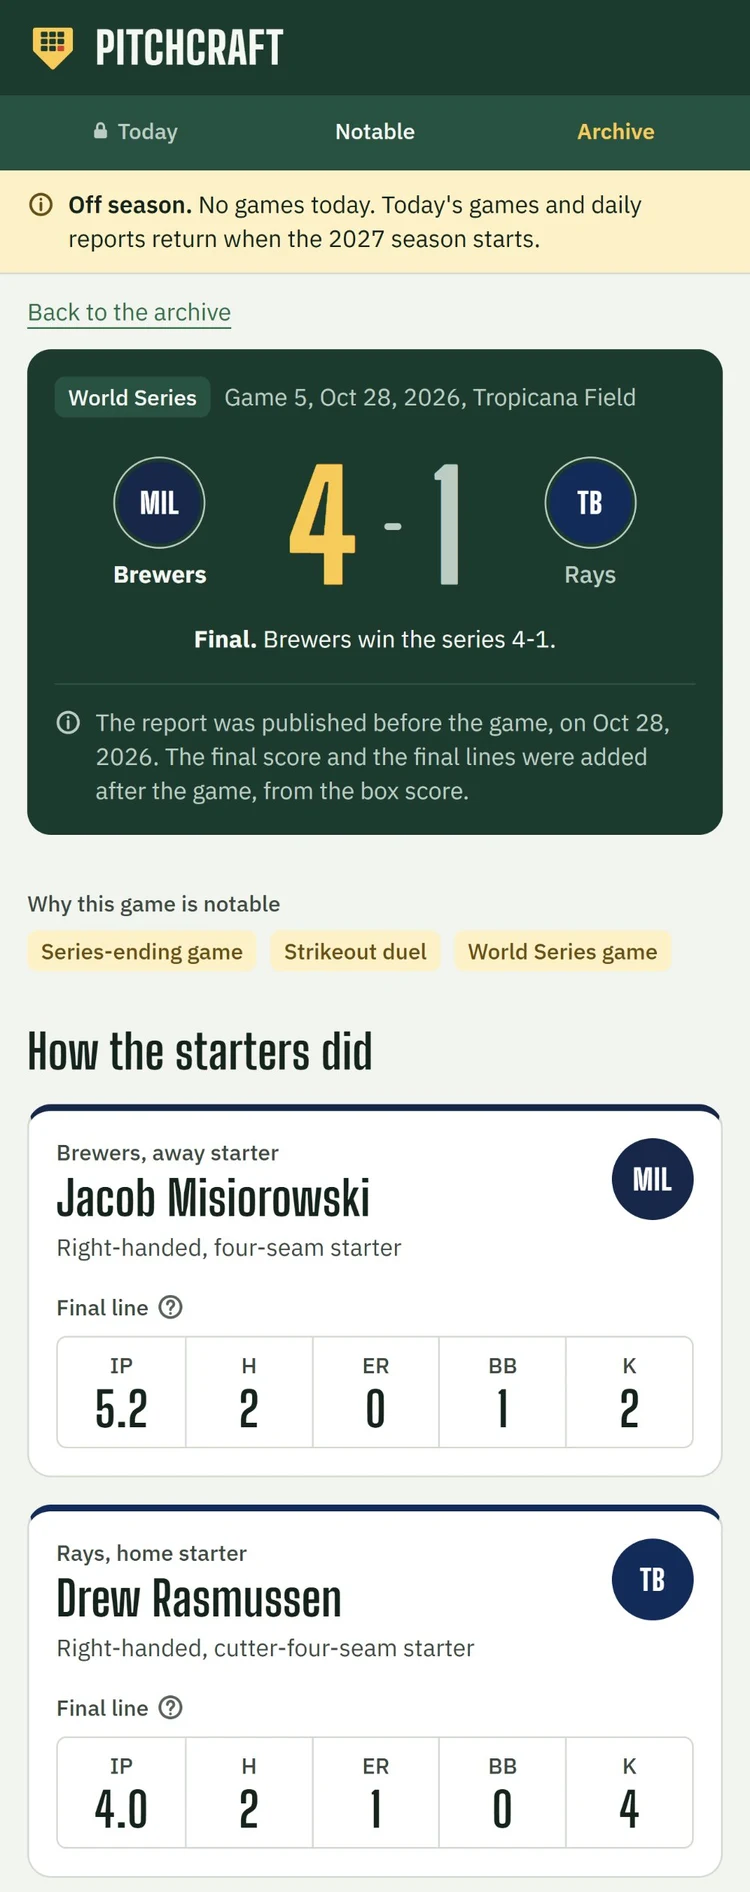 PITCHCRAFT
Today
Notable
Archive
Off season. No games today. Today's games and daily
reports return when the 2027 season starts.
Back to the archive
World Series
Game 5, Oct 28, 2026, Tropicana Field
MIL
4 - 1
TB
Brewers
Rays
Final. Brewers win the series 4-1.
The report was published before the game, on Oct 28,
2026. The final score and the final lines were added
after the game, from the box score.
Why this game is notable
Series-ending game
Strikeout duel
World Series game
How the starters did
Brewers, away starter
Jacob Misiorowski
MIL
Right-handed, four-seam starter
Final line
IP H ER BB K
5.2 2 0 1 2
Rays, home starter
Drew Rasmussen
TB
Right-handed, cutter-four-seam starter
Final line
IP H ER BB K
4.0 2 1 0 4